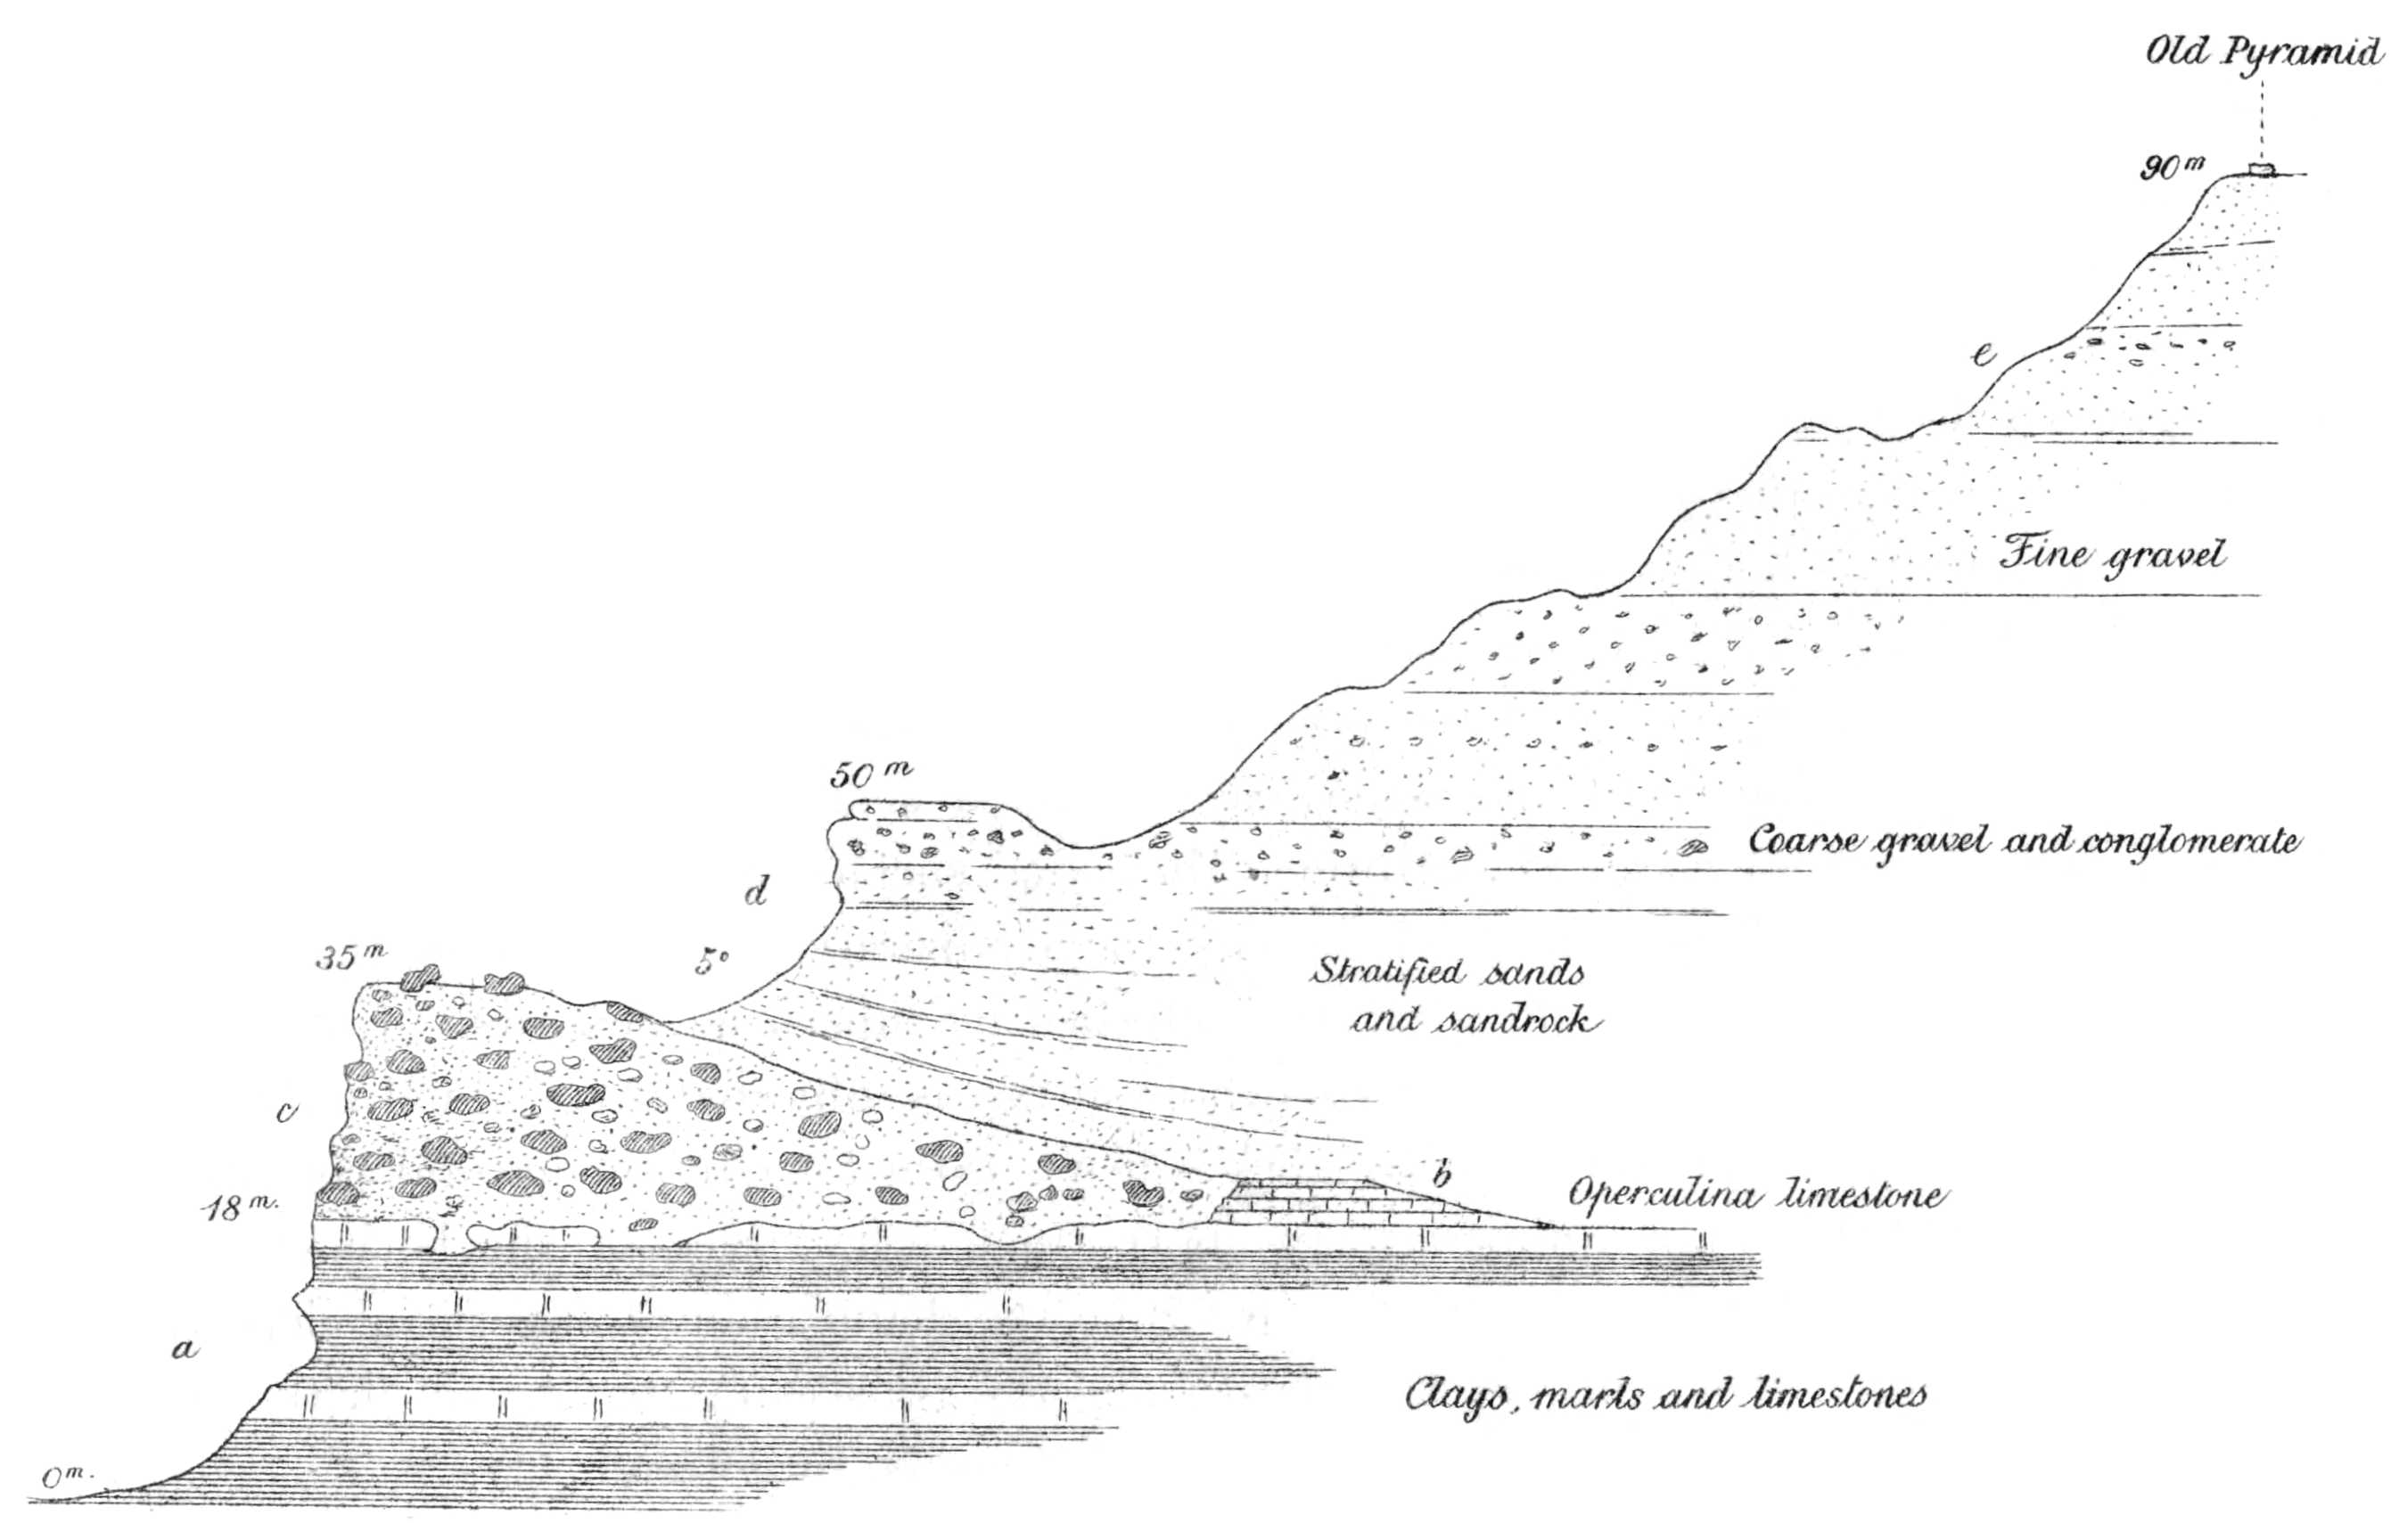 Old Pyramid
90 m
e
Fine gravel
50 m
Coarse gravel and conglomerate
d
35 m
5°
Stratified sands
and sandrock
c
b
18 m.
Operculina limestone
a
Clays, marls and limestones
0 m.